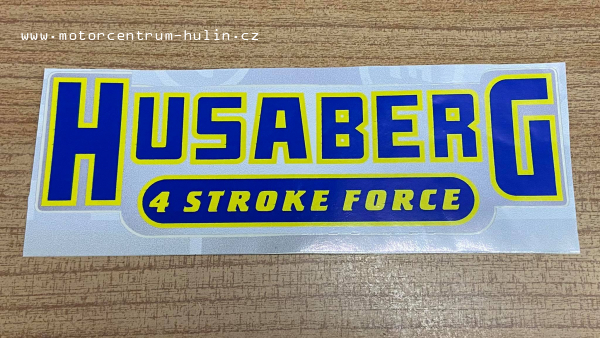 www.motorcentrum-hulin.cz
HUSABERG
4 STROKE FORCE